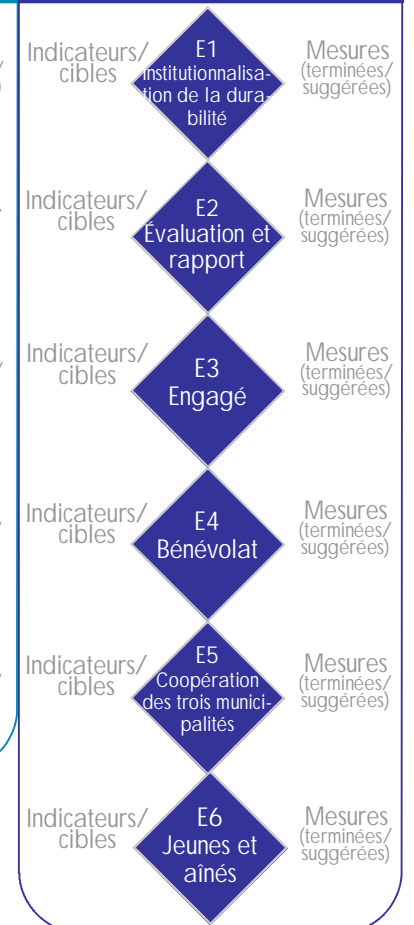 Indicateurs/
cibles
E1
Institutionnalisa-
tion de la dura-
bilité
Mesures
(terminées/
suggérées)
Indicateurs/
cibles
E2
Évaluation et
rapport
Mesures
(terminées/
suggérées)
Indicateurs/
cibles
E3
Engagé
Mesures
(terminées/
suggérées)
Indicateurs/
cibles
E4
Bénévolat
Mesures
(terminées/
suggérées)
Indicateurs/
cibles
E5
Coopération
des trois munici-
palités
Mesures
(terminées/
suggérées)
Indicateurs/
cibles
E6
Jeunes et
aînés
Mesures
(terminées/
suggérées)